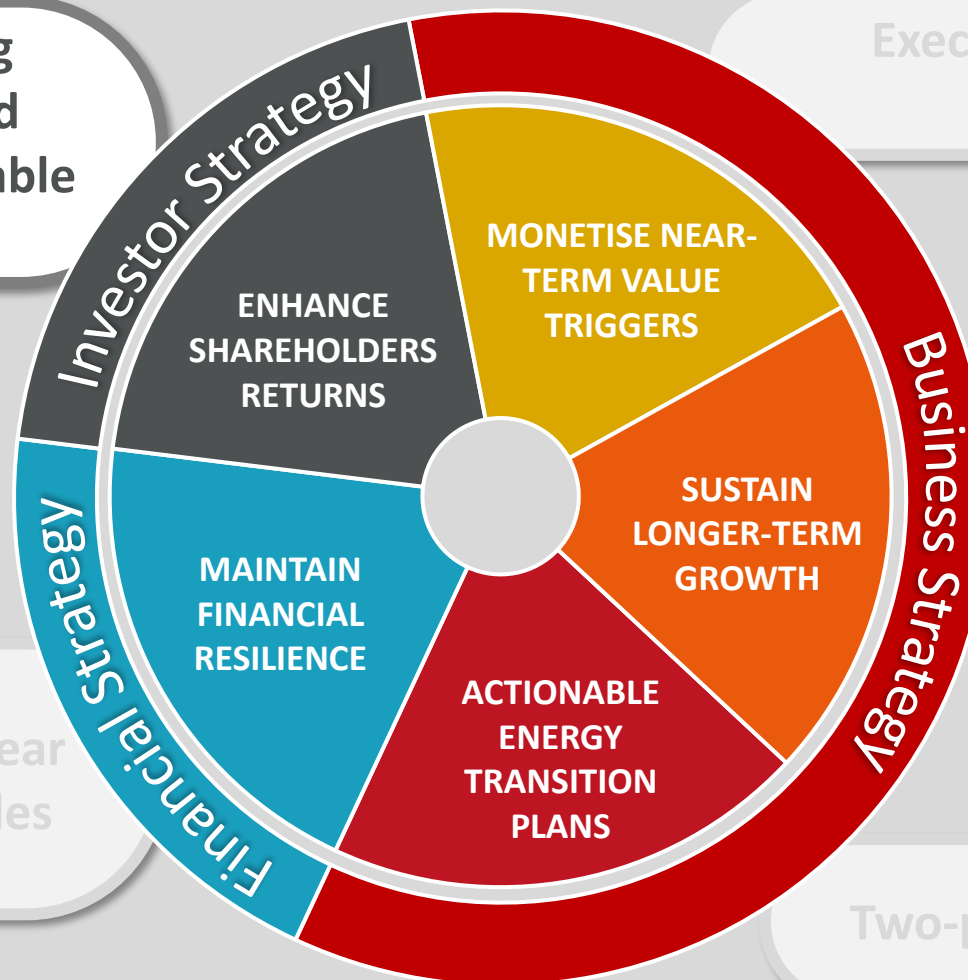 Investor Strategy
ENHANCE
SHAREHOLDERS
RETURNS
MONETISE NEAR-
TERM VALUE
TRIGGERS
Business Strategy
SUSTAIN
LONGER-TERM
GROWTH
ACTIONABLE
ENERGY
TRANSITION
PLANS
Financial Strategy
MAINTAIN
FINANCIAL
RESILIENCE